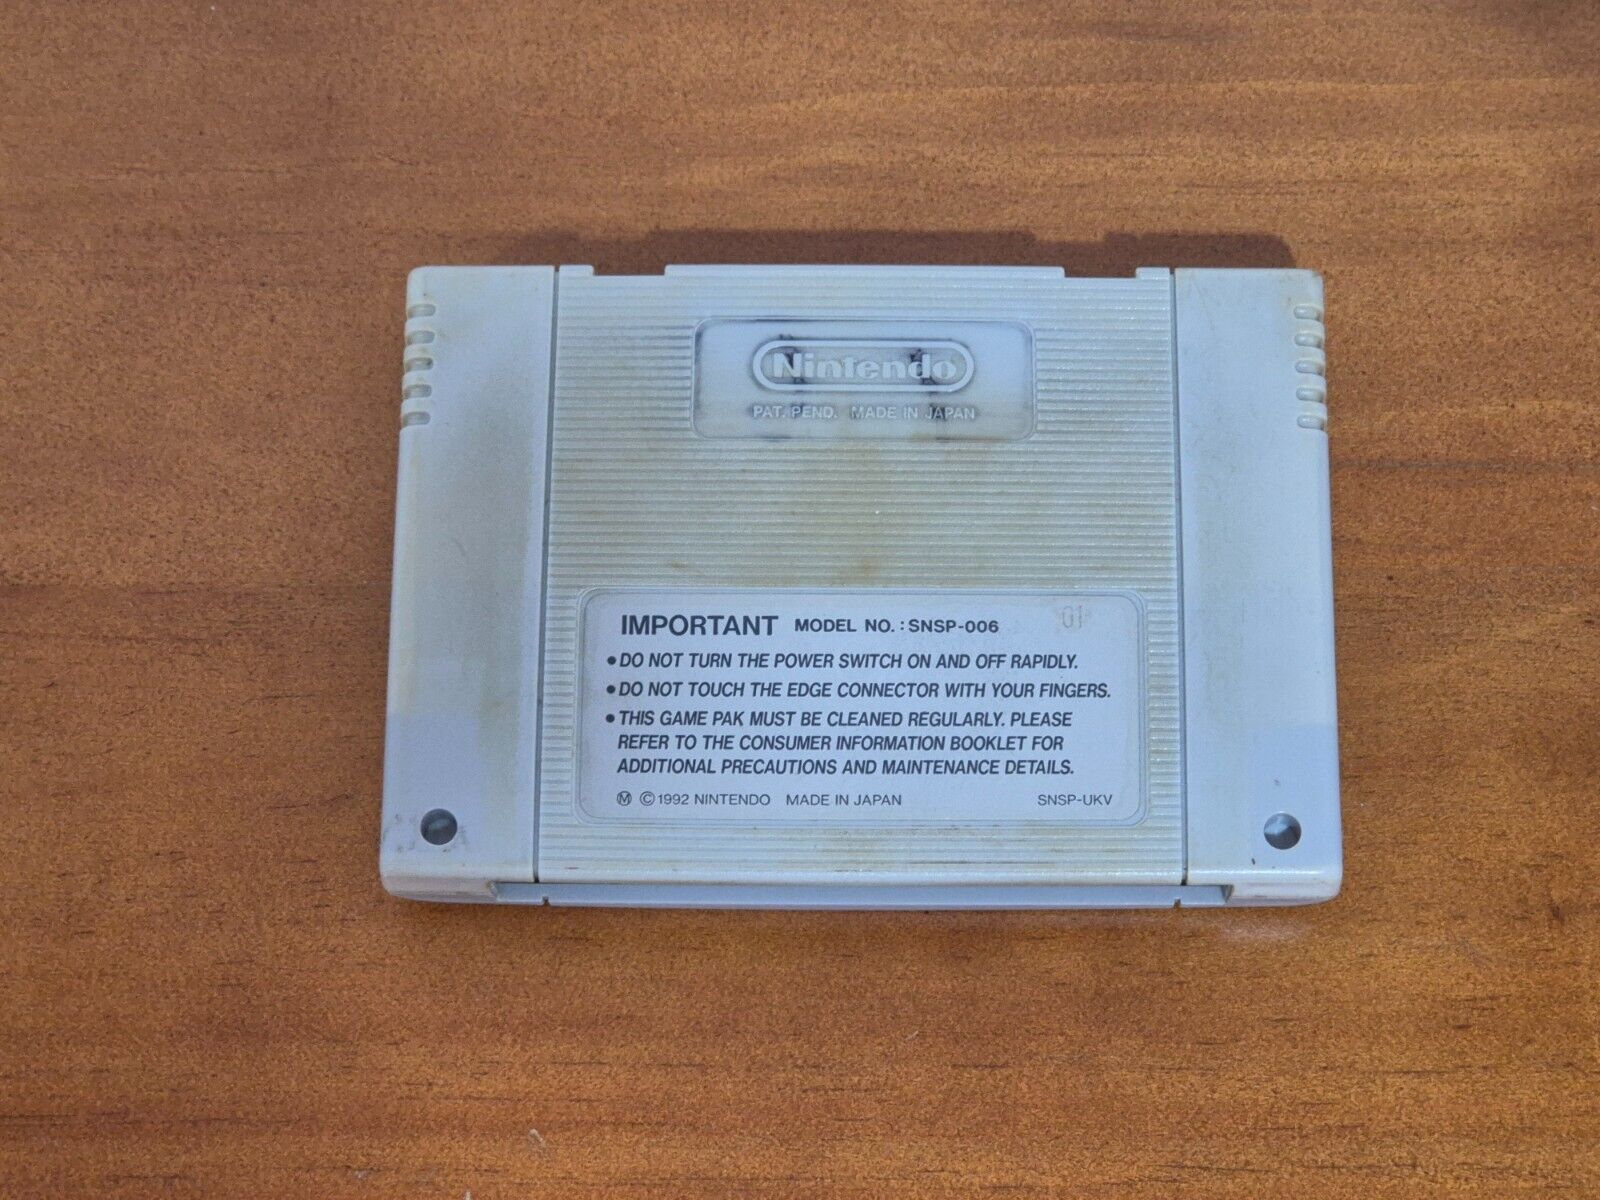 Nintendo
PAT. PEND. MADE IN JAPAN
IMPORTANT MODEL NO.: SNSP-006 01
•DO NOT TURN THE POWER SWITCH ON AND OFF RAPIDLY.
•DO NOT TOUCH THE EDGE CONNECTOR WITH YOUR FINGERS.
•THIS GAME PAK MUST BE CLEANED REGULARLY. PLEASE
REFER TO THE CONSUMER INFORMATION BOOKLET FOR
ADDITIONAL PRECAUTIONS AND MAINTENANCE DETAILS.
Ⓜ ©1992 NINTENDO MADE IN JAPAN SNSP-UKV